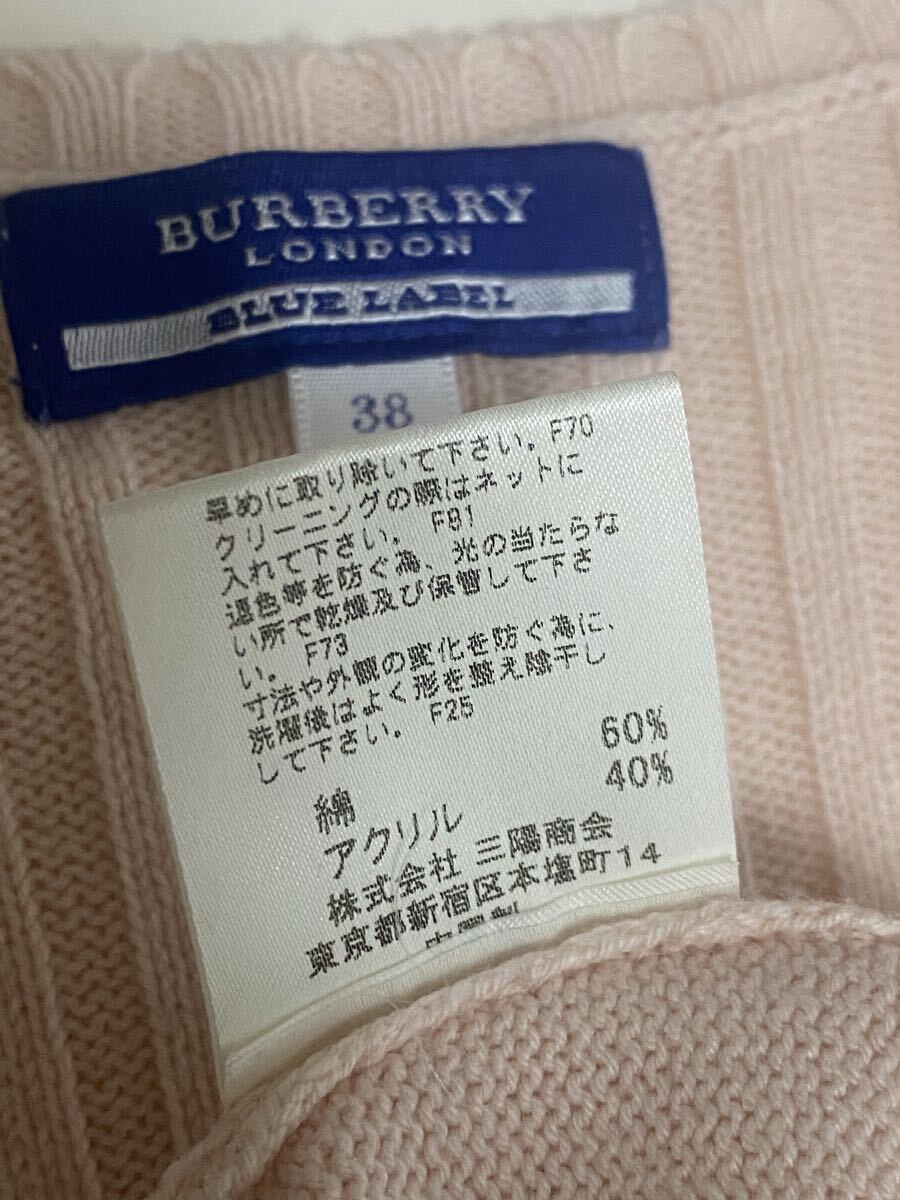 BURBERRY
LONDON
BLUE LABEL
38
早めに取り除いて下さい。F70
クリーニングの際はネットに
入れて下さい。 F81
退色等を防ぐ為、光の当たらな
い所で乾燥及び保管して下さ
い。 F73
寸法や外観の変化を防ぐ為に、
洗濯後はよく形を整え陰干し
して下さい。 F25
綿 60%
アクリル 40%
株式会社 三陽商会
東京都新宿区本塩町14